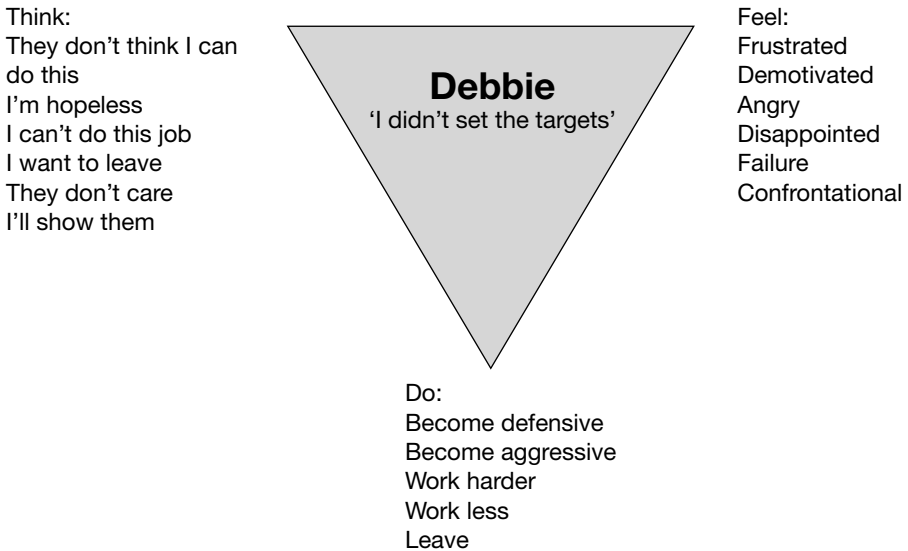 Think:
They don’t think I can
do this
I’m hopeless
I can’t do this job
I want to leave
They don’t care
I’ll show them
Debbie
‘I didn’t set the targets’
Feel:
Frustrated
Demotivated
Angry
Disappointed
Failure
Confrontational
Do:
Become defensive
Become aggressive
Work harder
Work less
Leave